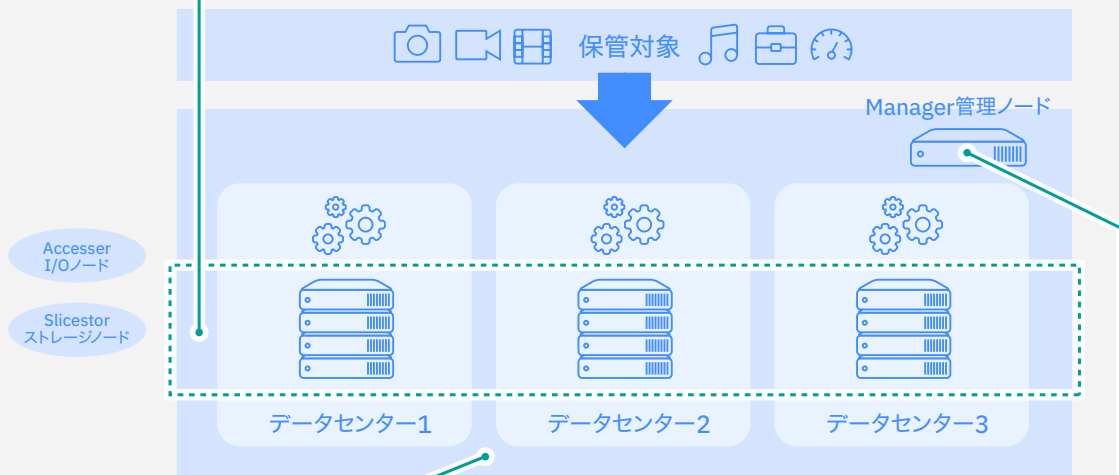 保管対象
Manager管理ノード
Accesser
I/Oノード
Slicestor
ストレージノード
データセンター1
データセンター2
データセンター3